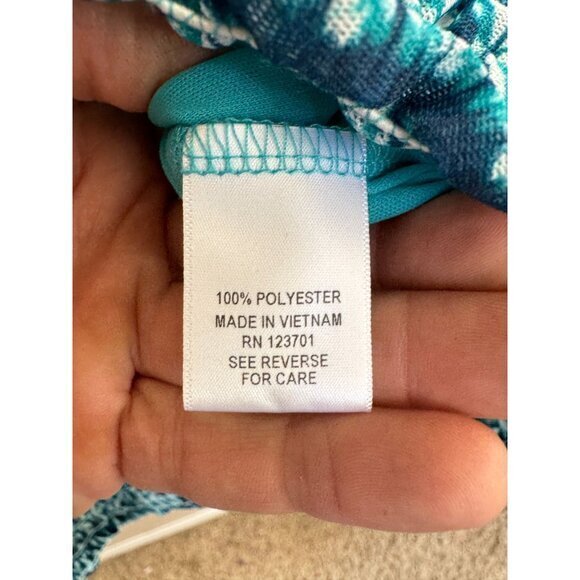 100% POLYESTER
MADE IN VIETNAM
RN 123701
SEE REVERSE
FOR CARE